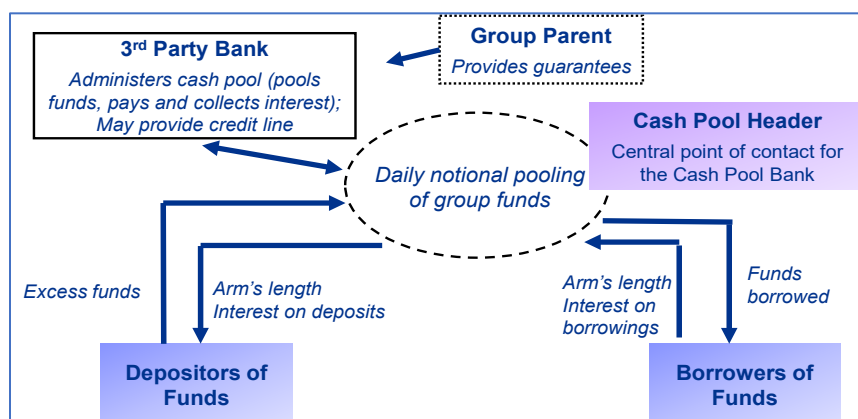 3rd Party Bank
Administers cash pool (pools
funds, pays and collects interest);
May provide credit line
Group Parent
Provides guarantees
Cash Pool Header
Central point of contact for
the Cash Pool Bank
Daily notional pooling
of group funds
Excess funds
Arm's length
Interest on deposits
Arm's length
Interest on
borrowings
Funds
borrowed
Depositors of
Funds
Borrowers of
Funds